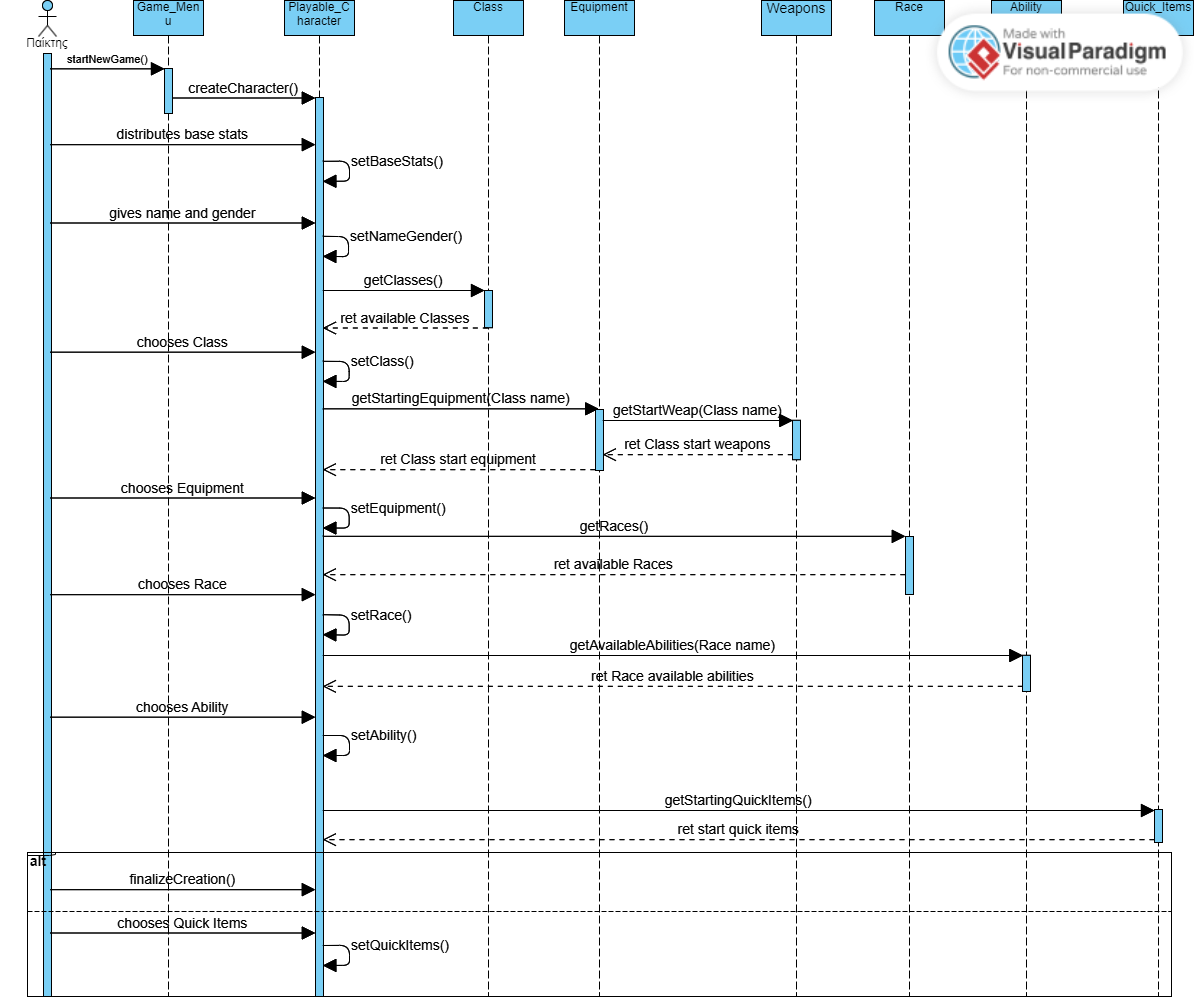 Game_Men
u
Playable_C
haracter
Class
Equipment
Weapons
Race
Ability
Quick_Items
Παίκτης
Made with
Visual Paradigm
For non-commercial use
startNewGame()
createCharacter()
distributes base stats
setBaseStats()
gives name and gender
setNameGender()
getClasses()
ret available Classes
chooses Class
setClass()
getStartingEquipment(Class name)
getStartWeap(Class name)
ret Class start weapons
ret Class start equipment
chooses Equipment
setEquipment()
getRaces()
ret available Races
chooses Race
setRace()
getAvailableAbilities(Race name)
ret Race available abilities
chooses Ability
setAbility()
getStartingQuickItems()
ret start quick items
alt
finalizeCreation()
chooses Quick Items
setQuickItems()